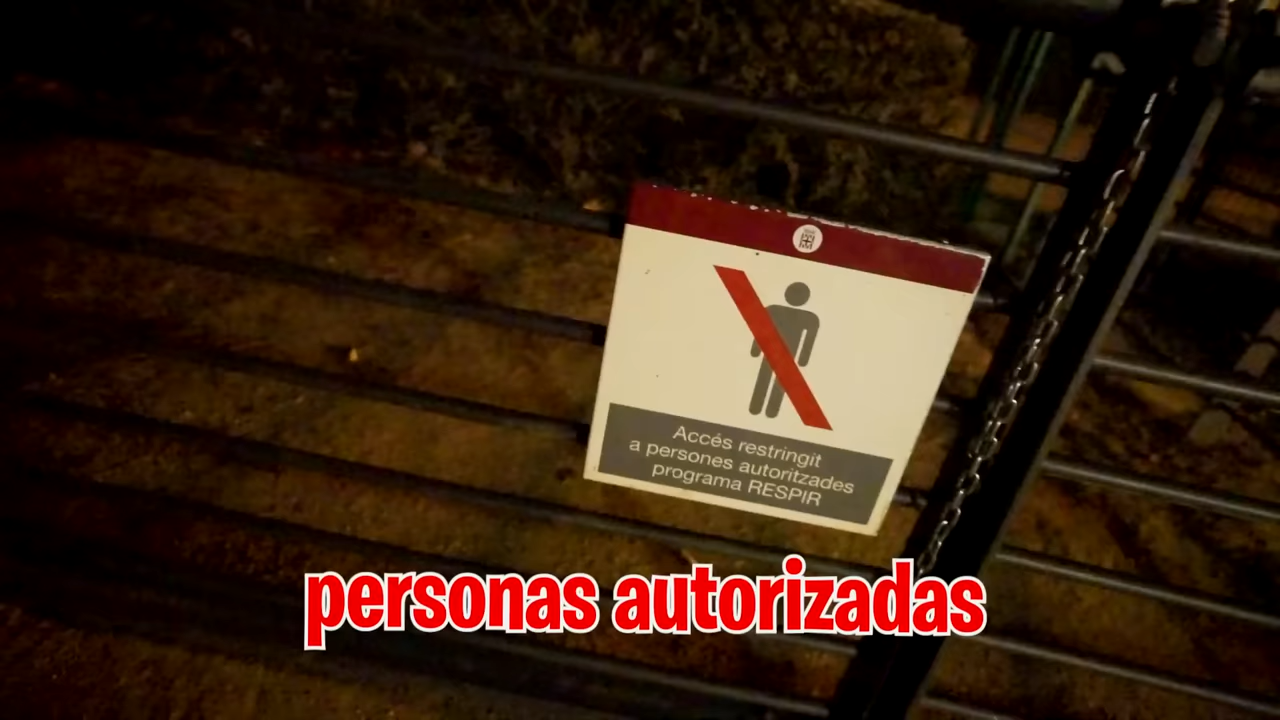 Accés restringit
a persones autoritzades
programa RESPIR
personas autorizadas